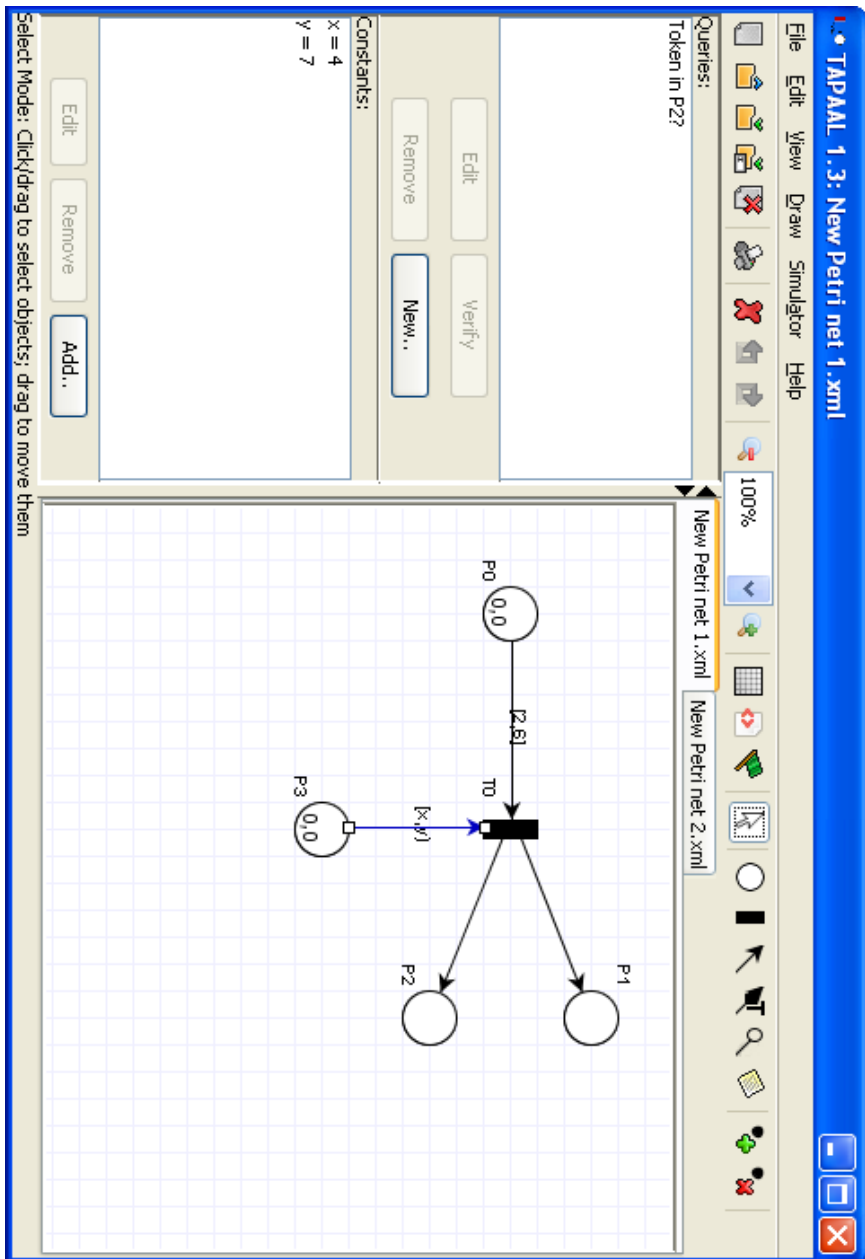 TAPAAL 1.3: New Petri net 1.xml
File Edit View Draw Simulator Help
100%
Queries:
Token in P2?
Edit Verify
Remove New..
Constants:
x = 4
y = 7
Edit Remove Add..
New Petri net 1.xml New Petri net 2.xml
P1
P0
0,0
[2,6]
T0
P2
[x,y)
P3
0,0
Select Mode: Click/drag to select objects; drag to move them